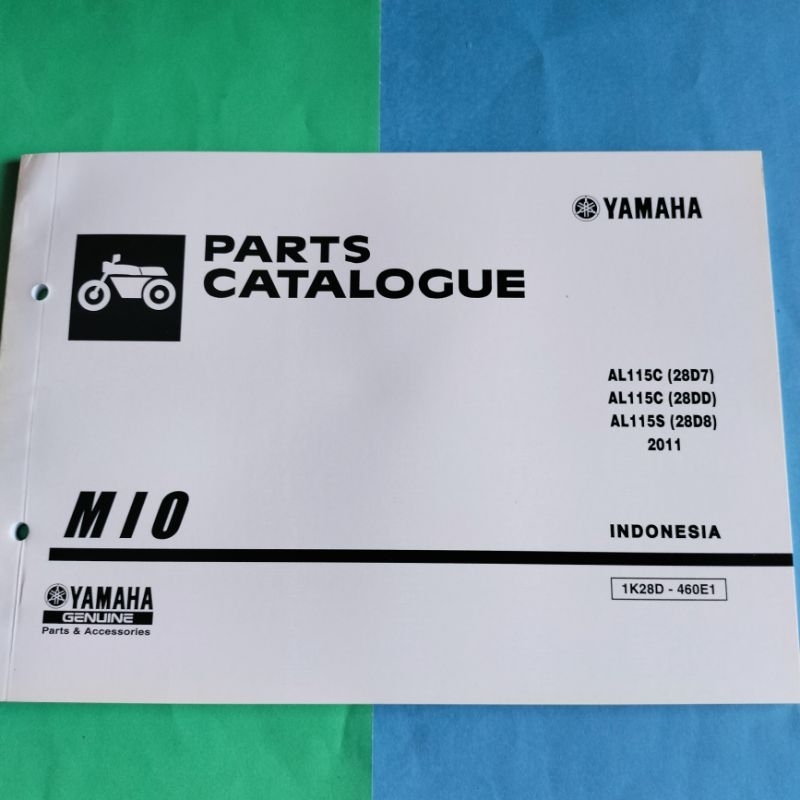 YAMAHA
PARTS
CATALOGUE
AL115C (28D7)
AL115C (28DD)
AL115S (28D8)
2011
MIO
INDONESIA
YAMAHA
GENUINE
Parts & Accessories
1K28D - 460E1